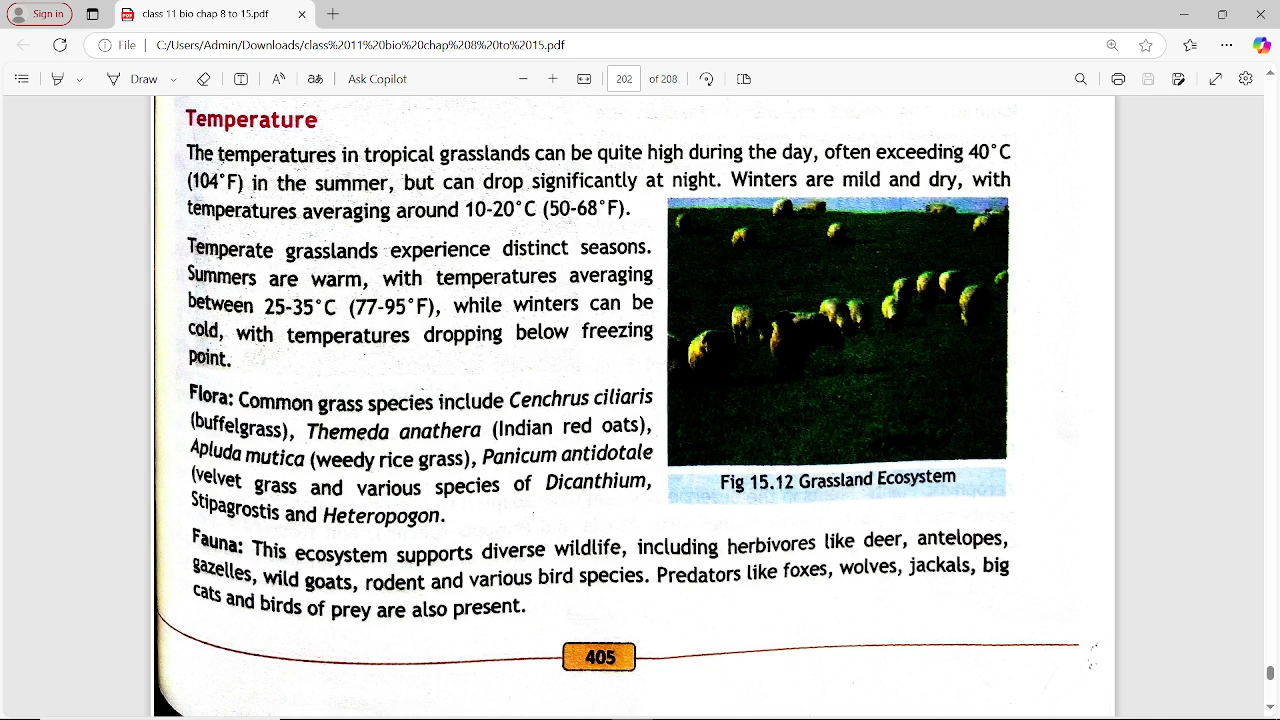 Sign in
class 11 bio chap 8 to 15.pdf
File
C:/Users/Admin/Downloads/class%2011%20bio%20chap%208%20to%2015.pdf
Draw
Ask Copilot
202 of 208
Temperature
The temperatures in tropical grasslands can be quite high during the day, often exceeding 40°C
(104°F) in the summer, but can drop significantly at night. Winters are mild and dry, with
temperatures averaging around 10-20°C (50-68°F).
Temperate grasslands experience distinct seasons.
Summers are warm, with temperatures averaging
between 25-35°C (77-95°F), while winters can be
cold, with temperatures dropping below freezing
point.
Flora: Common grass species include Cenchrus ciliaris
(buffelgrass), Themeda anathera (Indian red oats),
Apluda mutica (weedy rice grass), Panicum antidotale
(velvet grass and various species of Dicanthium,
Stipagrostis and Heteropogon.
Fig 15.12 Grassland Ecosystem
Fauna: This ecosystem supports diverse wildlife, including herbivores like deer, antelopes,
gazelles, wild goats, rodent and various bird species. Predators like foxes, wolves, jackals, big
cats and birds of prey are also present.
405